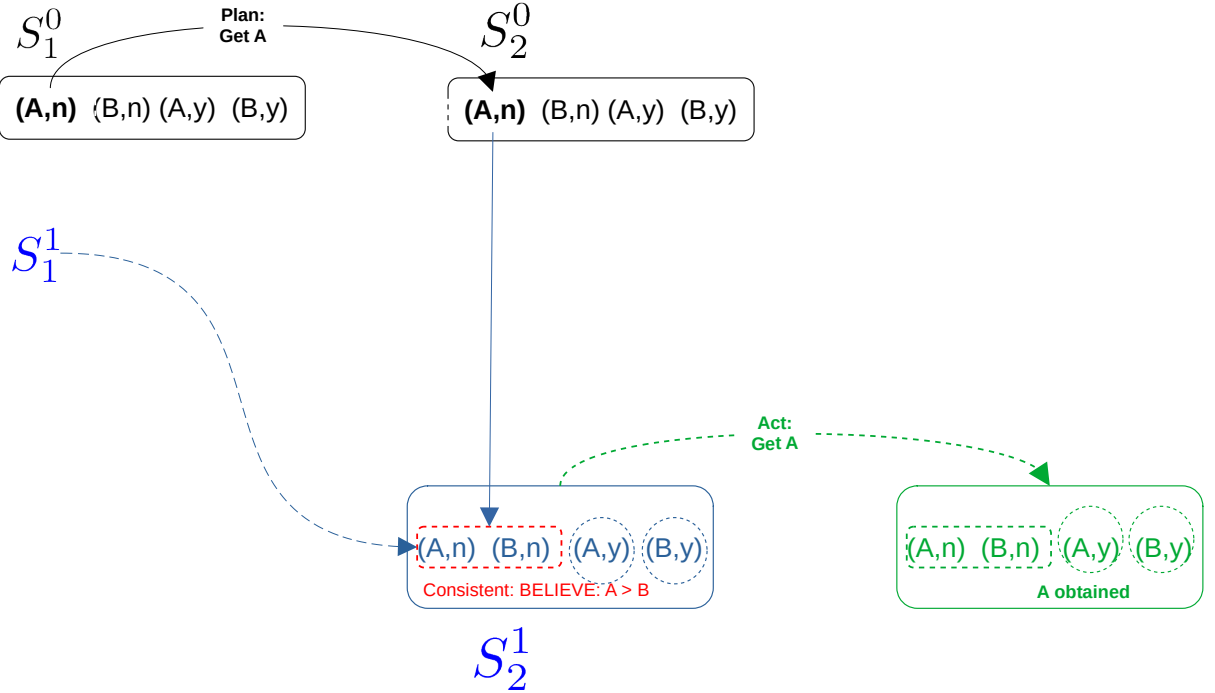 S_1^0
Plan:
Get A
S_2^0
(A,n) (B,n) (A,y) (B,y)
(A,n) (B,n) (A,y) (B,y)
S_1^1
Act:
Get A
(A,n) (B,n) (A,y) (B,y)
Consistent: BELIEVE: A > B
(A,n) (B,n) (A,y) (B,y)
A obtained
S_2^1